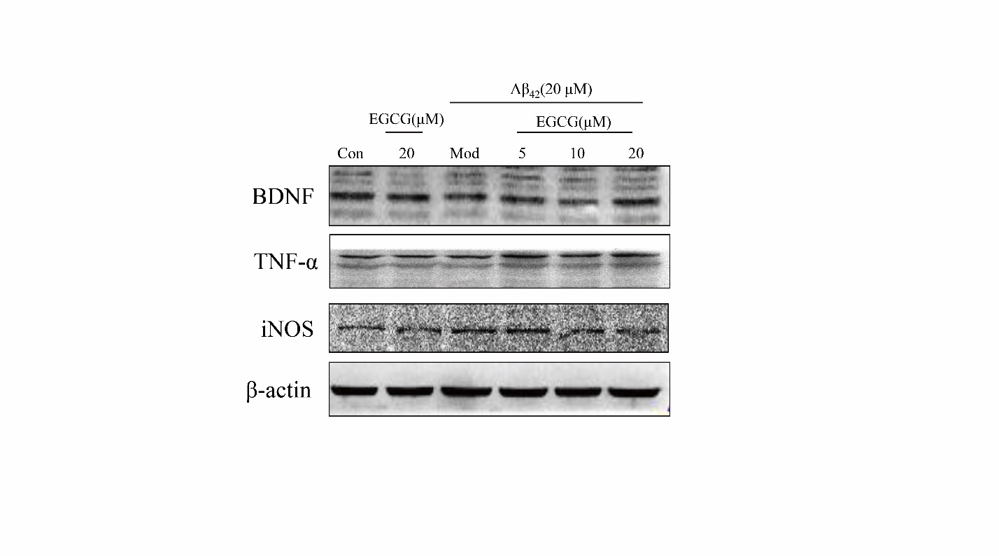 Aβ42(20 μM)
EGCG(μM) EGCG(μM)
Con 20 Mod 5 10 20
BDNF
TNF-α
iNOS
β-actin